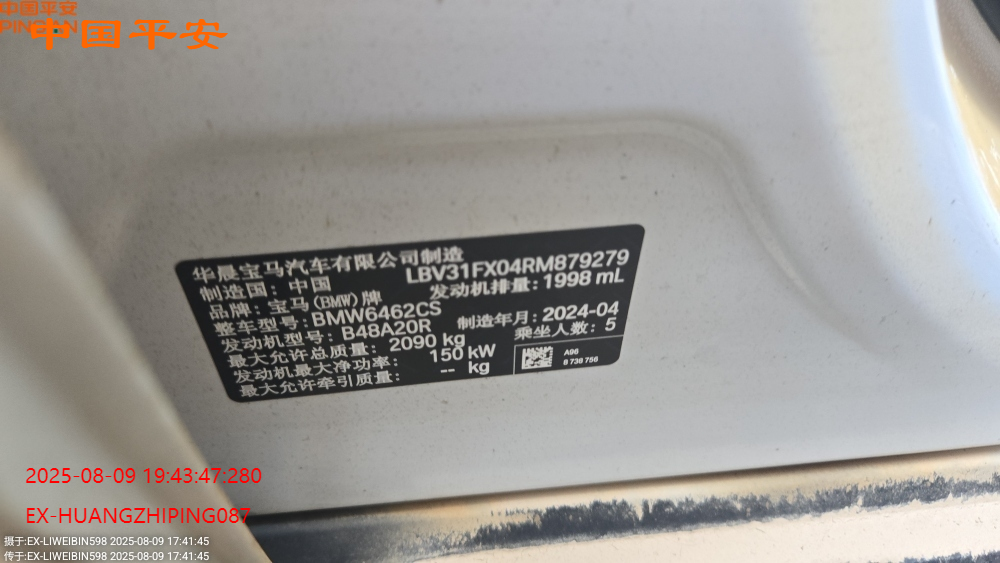 中国平安
PINGAN
中国平安
华晨宝马汽车有限公司制造
LBV31FX04RM879279
制造国：中国
发动机排量：1998 mL
品牌：宝马(BMW)牌
整车型号：BMW6462CS
制造年月：2024-04
发动机型号：B48A20R
乘坐人数：5
最大允许总质量：2090 kg
发动机最大净功率：150 kW
最大允许牵引质量：-- kg
A96
8 738 756
2025-08-09 19:43:47:280
EX-HUANGZHIPING087
摄于:EX-LIWEIBIN598 2025-08-09 17:41:45
传于:EX-LIWEIBIN598 2025-08-09 17:41:45